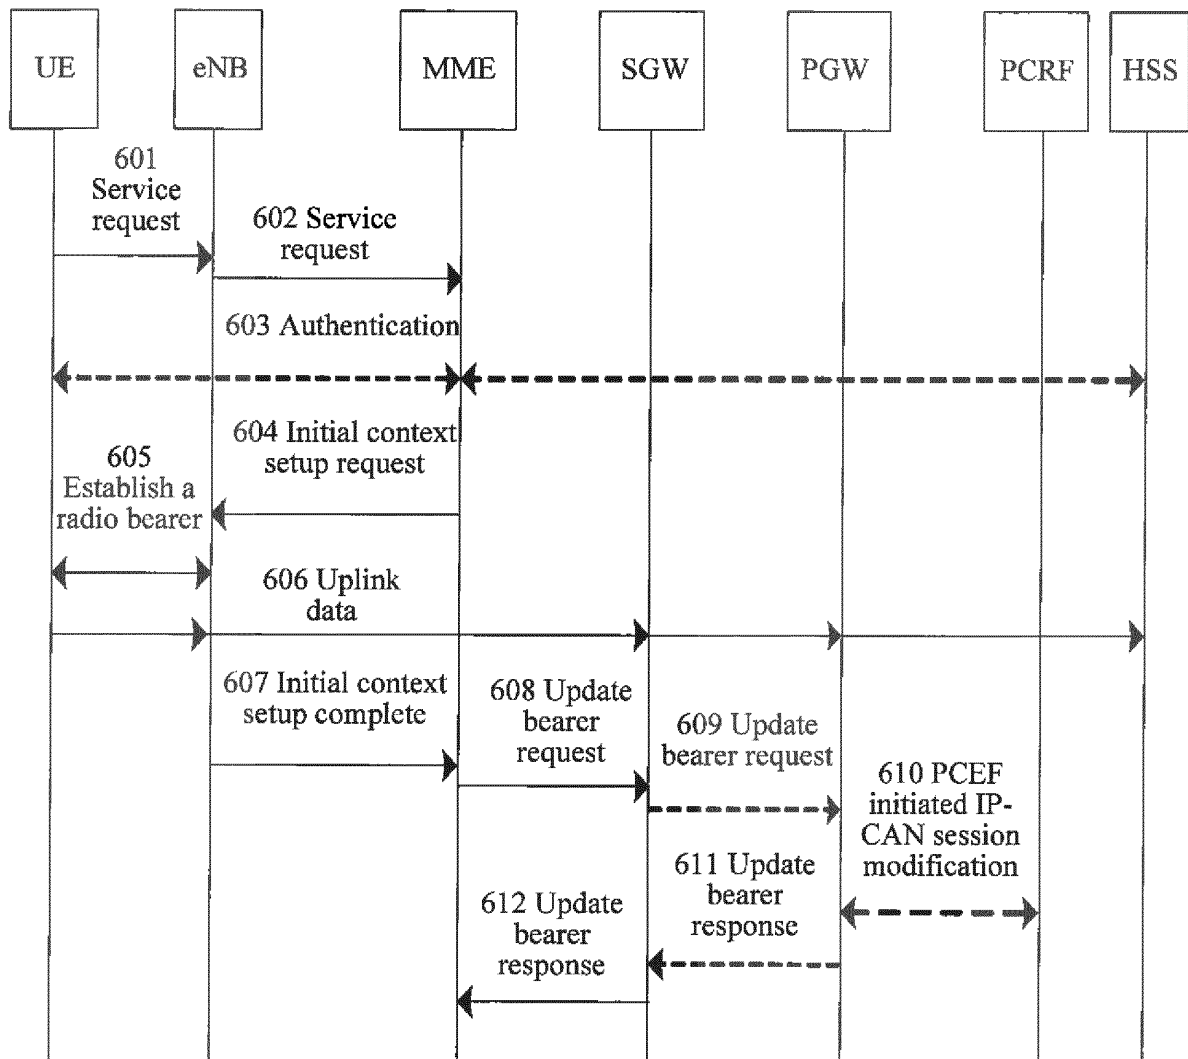 UE
eNB
MME
SGW
PGW
PCRF
HSS
601
Service
request
602 Service
request
603 Authentication
604 Initial context
setup request
605
Establish a
radio bearer
606 Uplink
data
607 Initial context
setup complete
608 Update
bearer
request
609 Update
bearer request
610 PCEF
initiated IP-
CAN session
modification
611 Update
bearer
response
612 Update
bearer
response